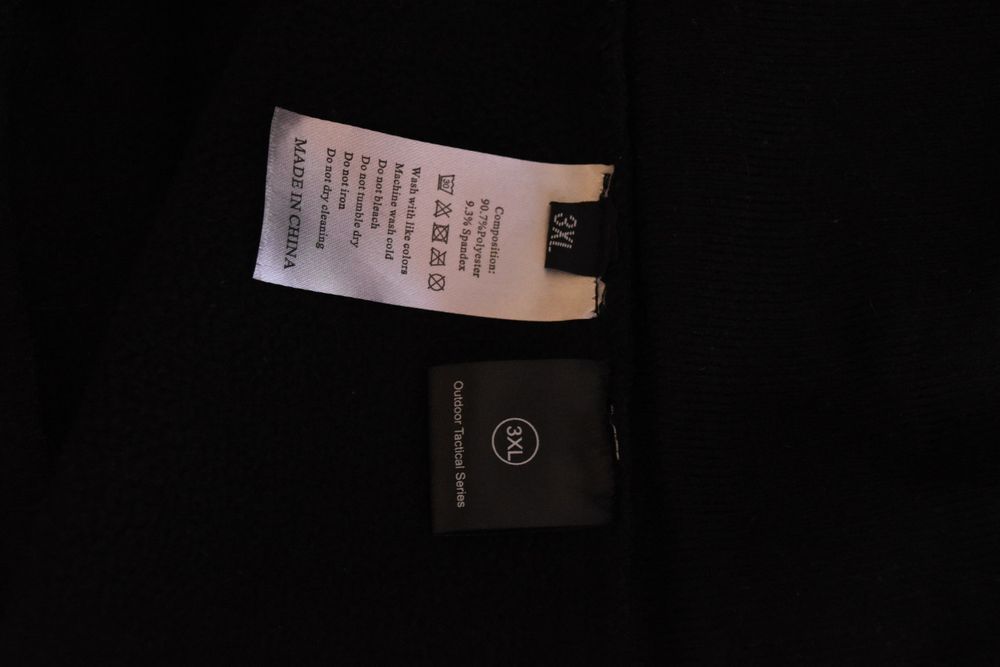 3XL
Composition:
90.7%Polyester
9.3% Spandex
30
Wash with like colors
Machine wash cold
Do not bleach
Do not tumble dry
Do not iron
Do not dry cleaning
MADE IN CHINA
3XL
Outdoor Tactical Series